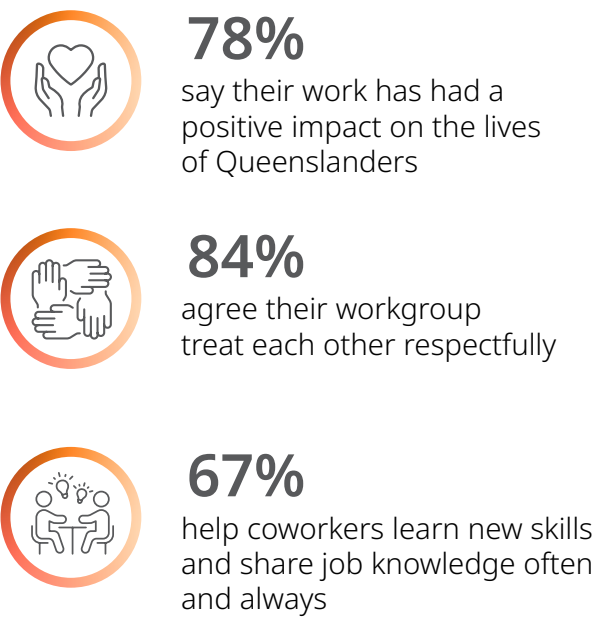 78%
say their work has had a
positive impact on the lives
of Queenslanders
84%
agree their workgroup
treat each other respectfully
67%
help coworkers learn new skills
and share job knowledge often
and always